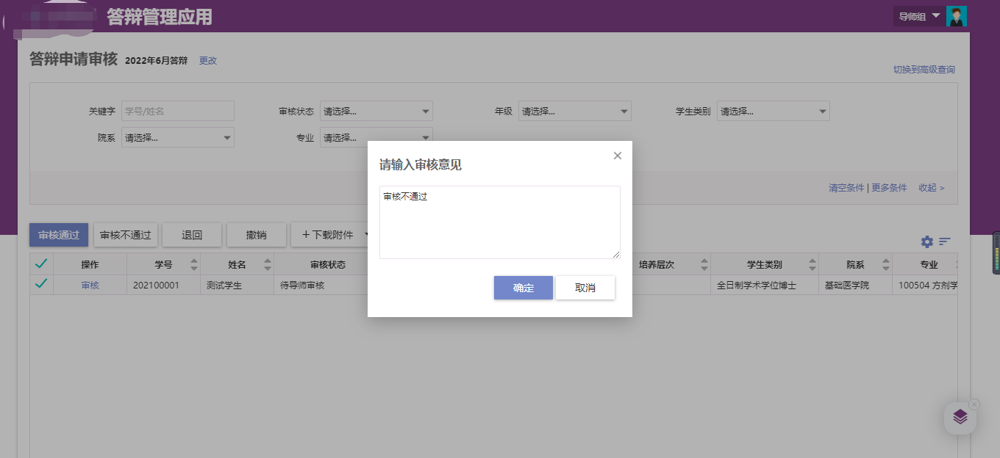 答辩管理应用
导师组
答辩申请审核 2022年6月答辩 更改
切换到高级查询
关键字 学号/姓名 审核状态 请选择... 年级 请选择... 学生类别 请选择...
院系 请选择... 专业 请选择...
清空条件 | 更多条件 收起 >
请输入审核意见
审核不通过
确定 取消
审核通过 审核不通过 退回 撤销 +下载附件
操作 学号 姓名 审核状态 培养层次 学生类别 院系 专业
审核 202100001 测试学生 待导师审核 全日制学术学位博士 基础医学院 100504 方剂学